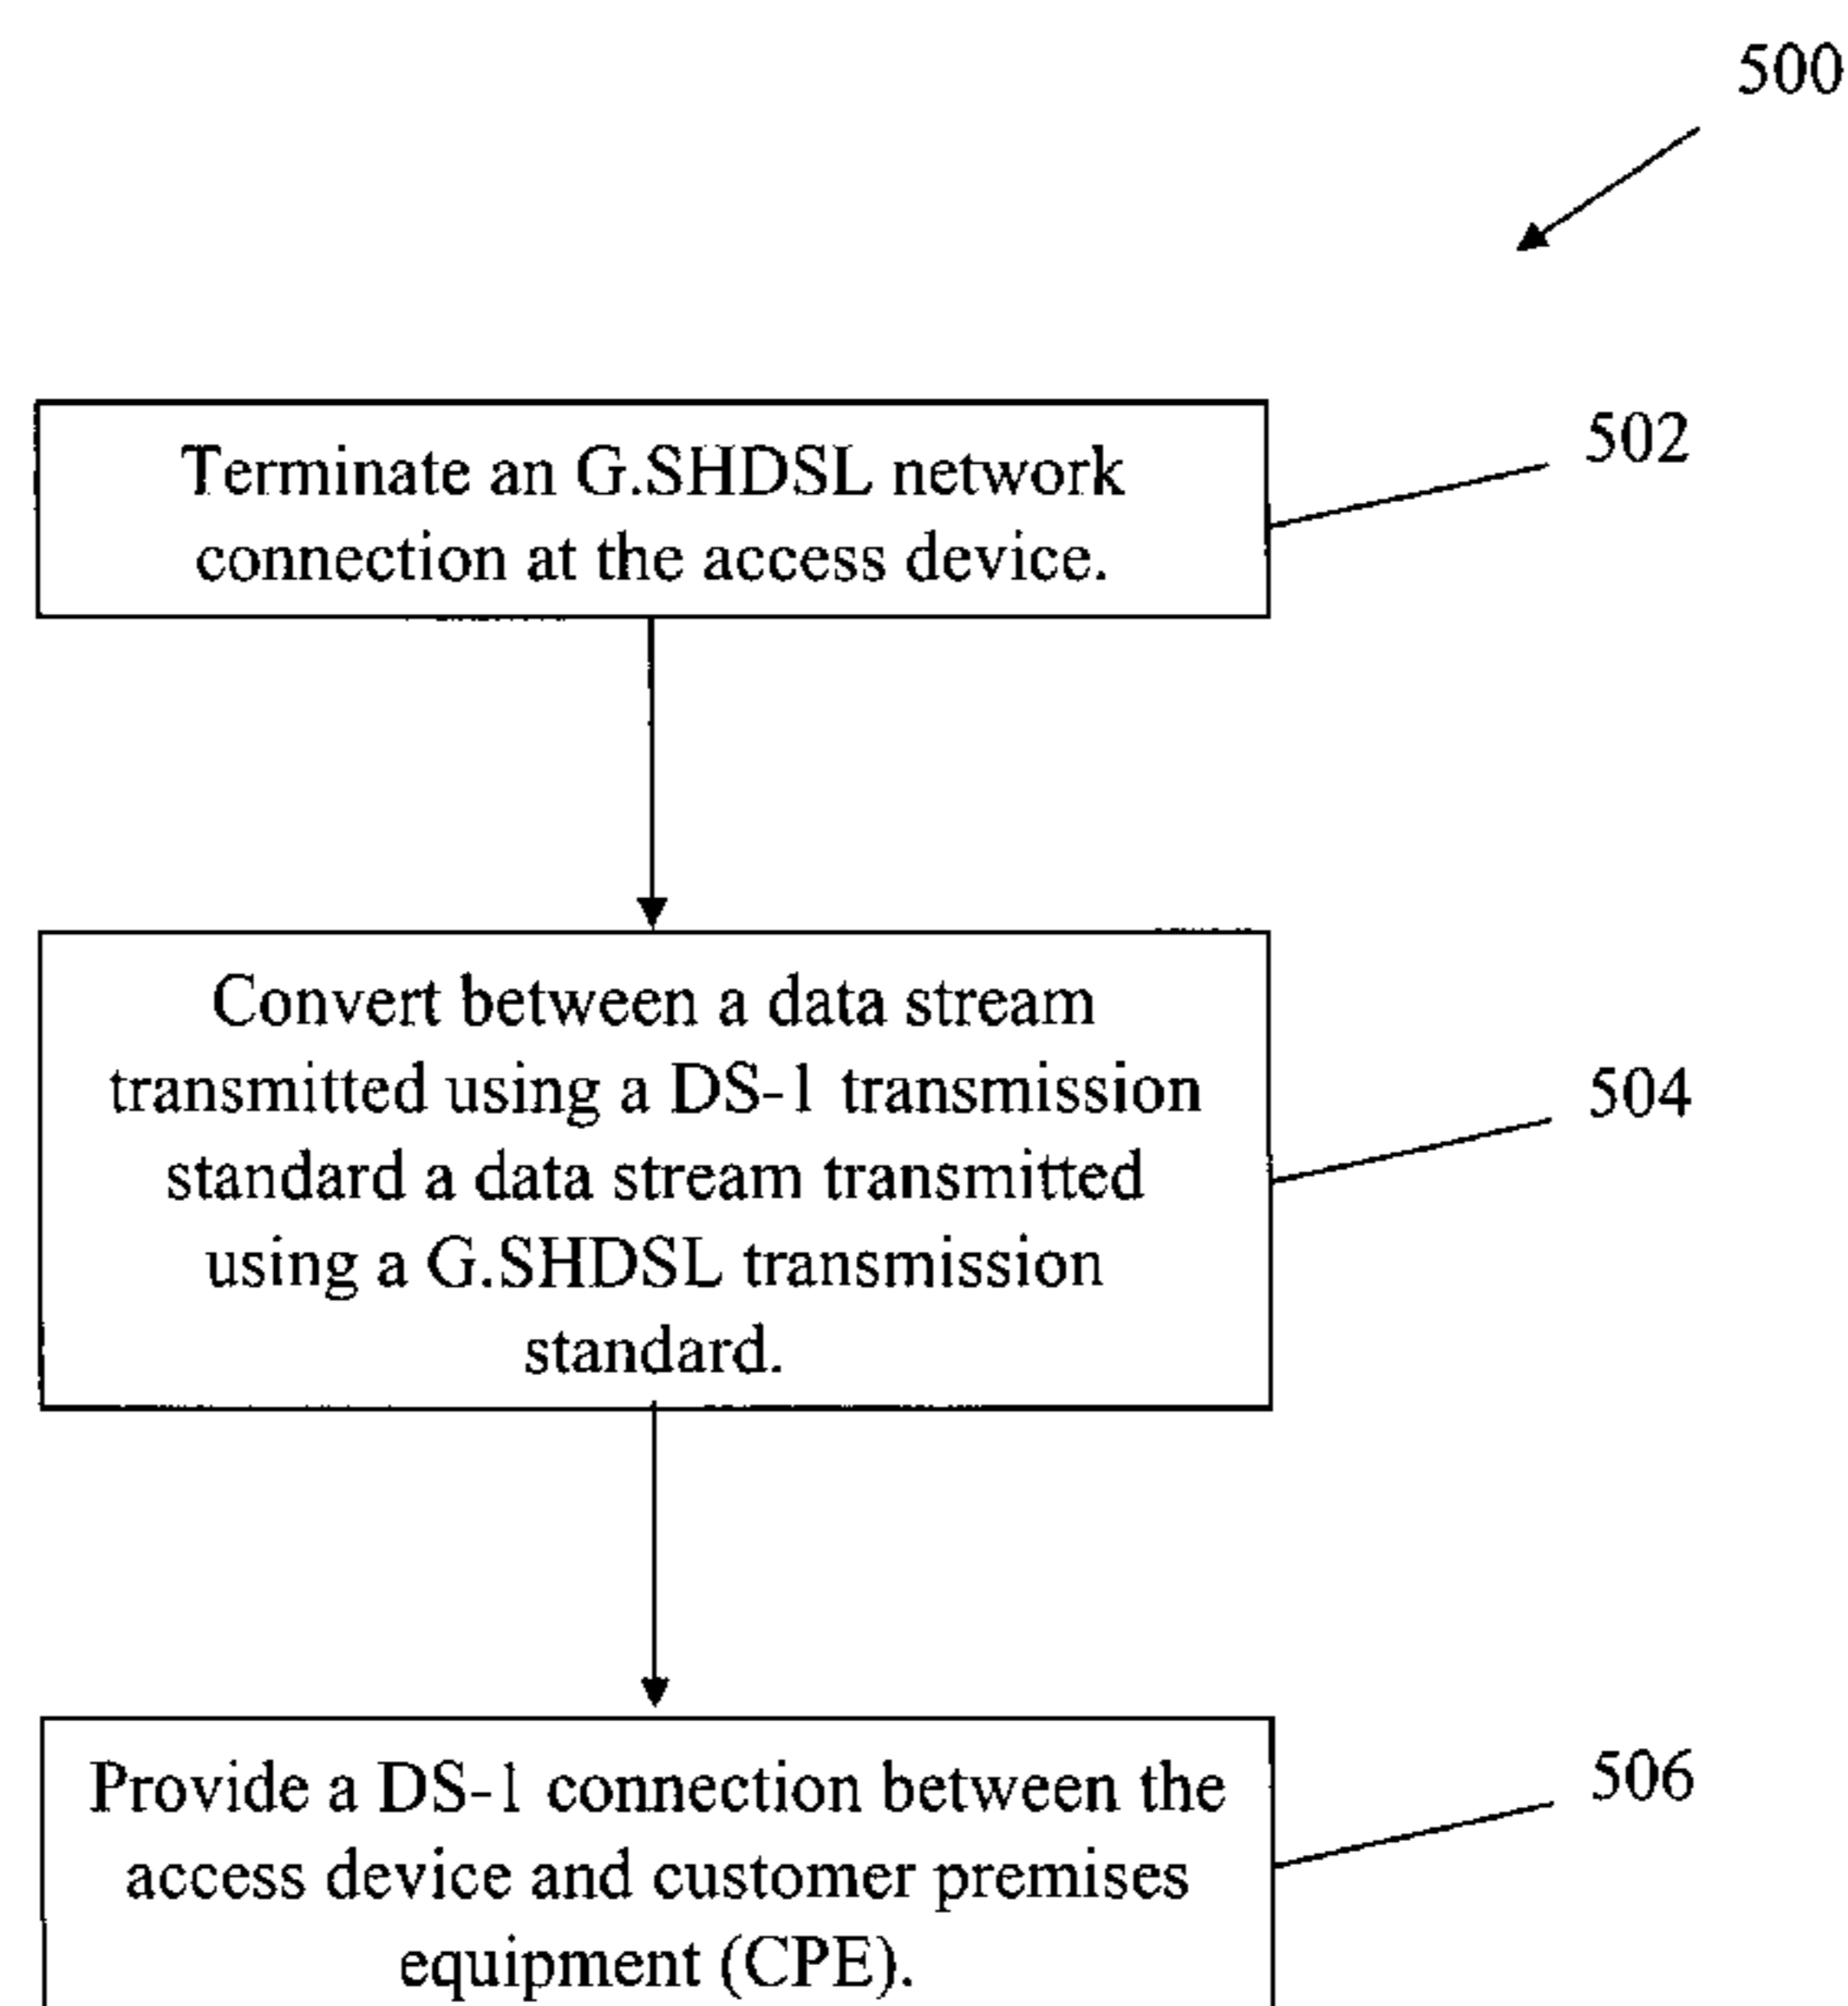 500
Terminate an G.SHDSL network
connection at the access device.
502
Convert between a data stream
transmitted using a DS-1 transmission
standard a data stream transmitted
using a G.SHDSL transmission
standard.
504
Provide a DS-1 connection between the
access device and customer premises
equipment (CPE).
506